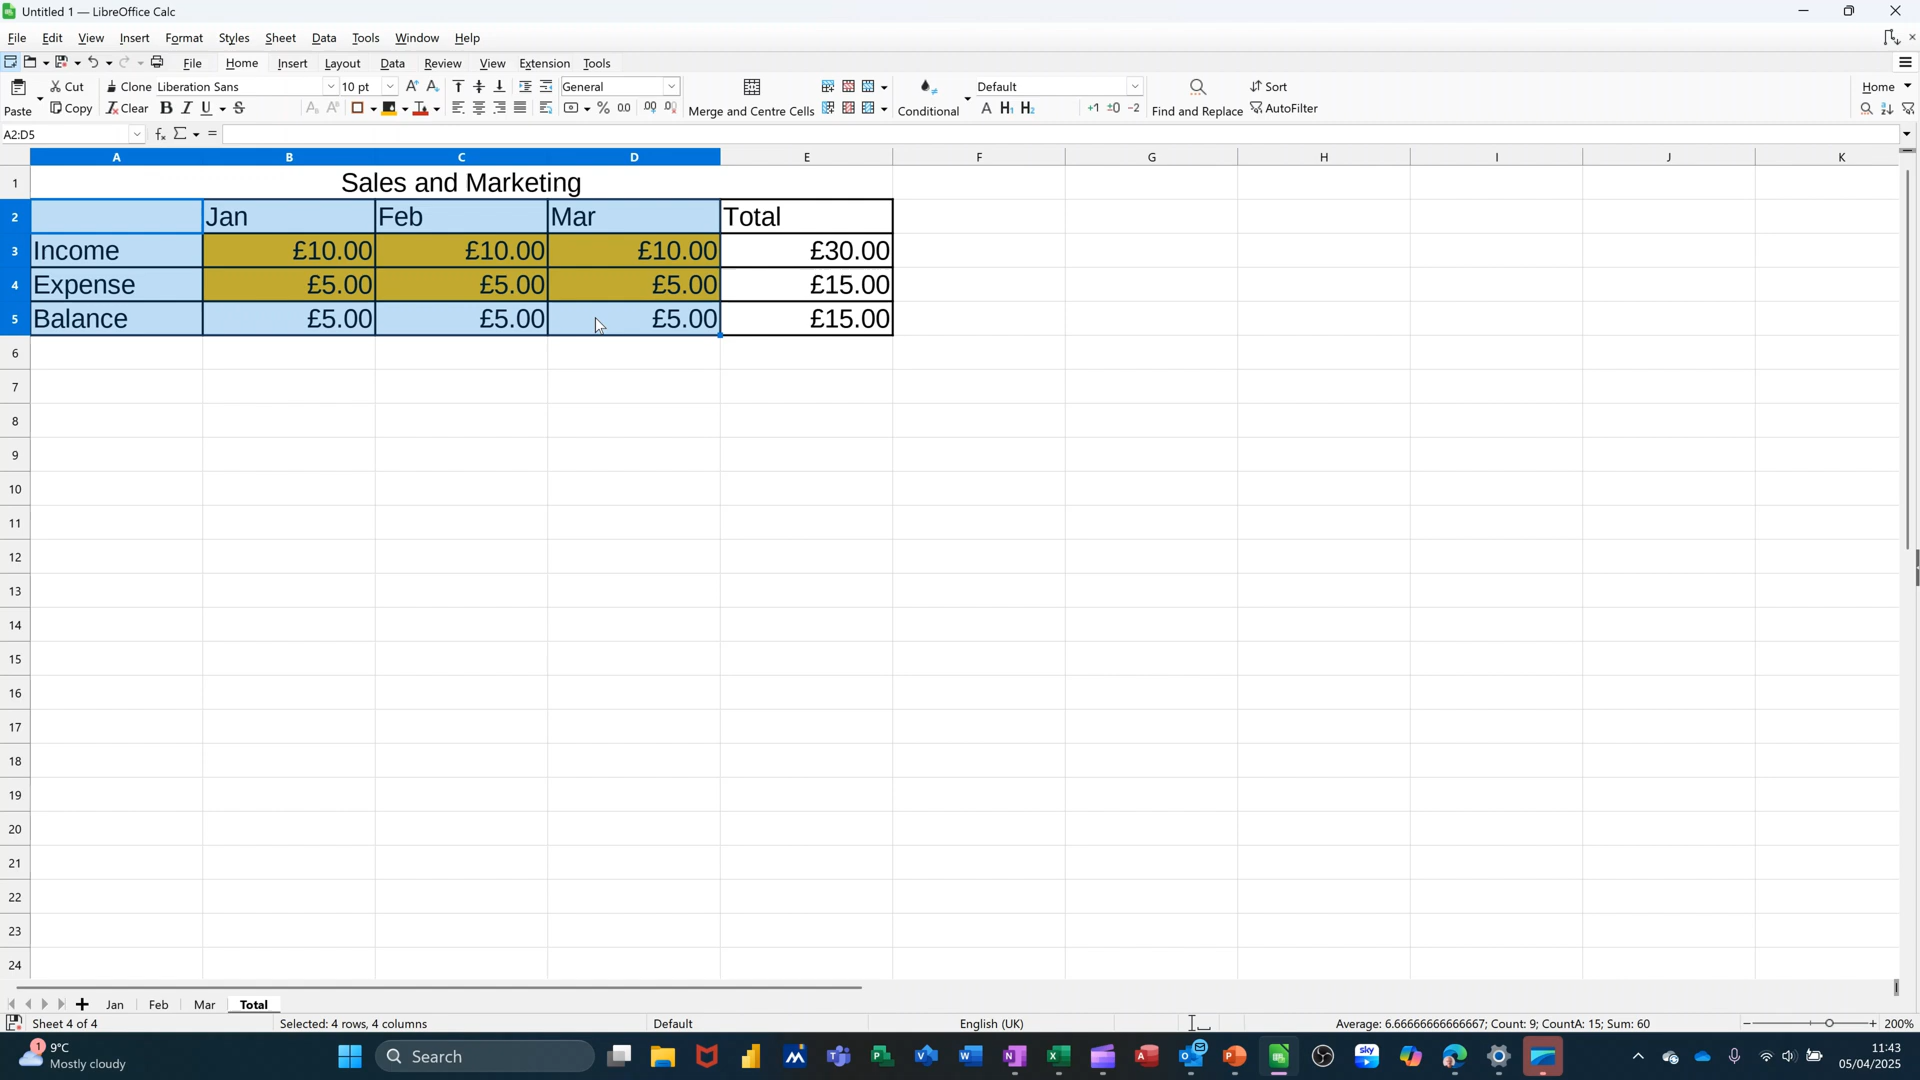 Untitled 1 — LibreOffice Calc
File Edit View Insert Format Styles Sheet Data Tools Window Help
File Home Insert Layout Data Review View Extension Tools
Paste Cut Copy Clone Clear Liberation Sans 10 pt General Merge and Centre Cells Conditional Default Find and Replace Sort AutoFilter Home
A2:D5
A B C D E F G H I J K
1 Sales and Marketing
2 Jan Feb Mar Total
3 Income £10.00 £10.00 £10.00 £30.00
4 Expense £5.00 £5.00 £5.00 £15.00
5 Balance £5.00 £5.00 £5.00 £15.00
6
7
8
9
10
11
12
13
14
15
16
17
18
19
20
21
22
23
24
Jan Feb Mar Total
Sheet 4 of 4 Selected: 4 rows, 4 columns Default English (UK) Average: 6.66666666666667; Count: 9; CountA: 15; Sum: 60 200%
1 9°C Mostly cloudy Search sky 11:43
05/04/2025